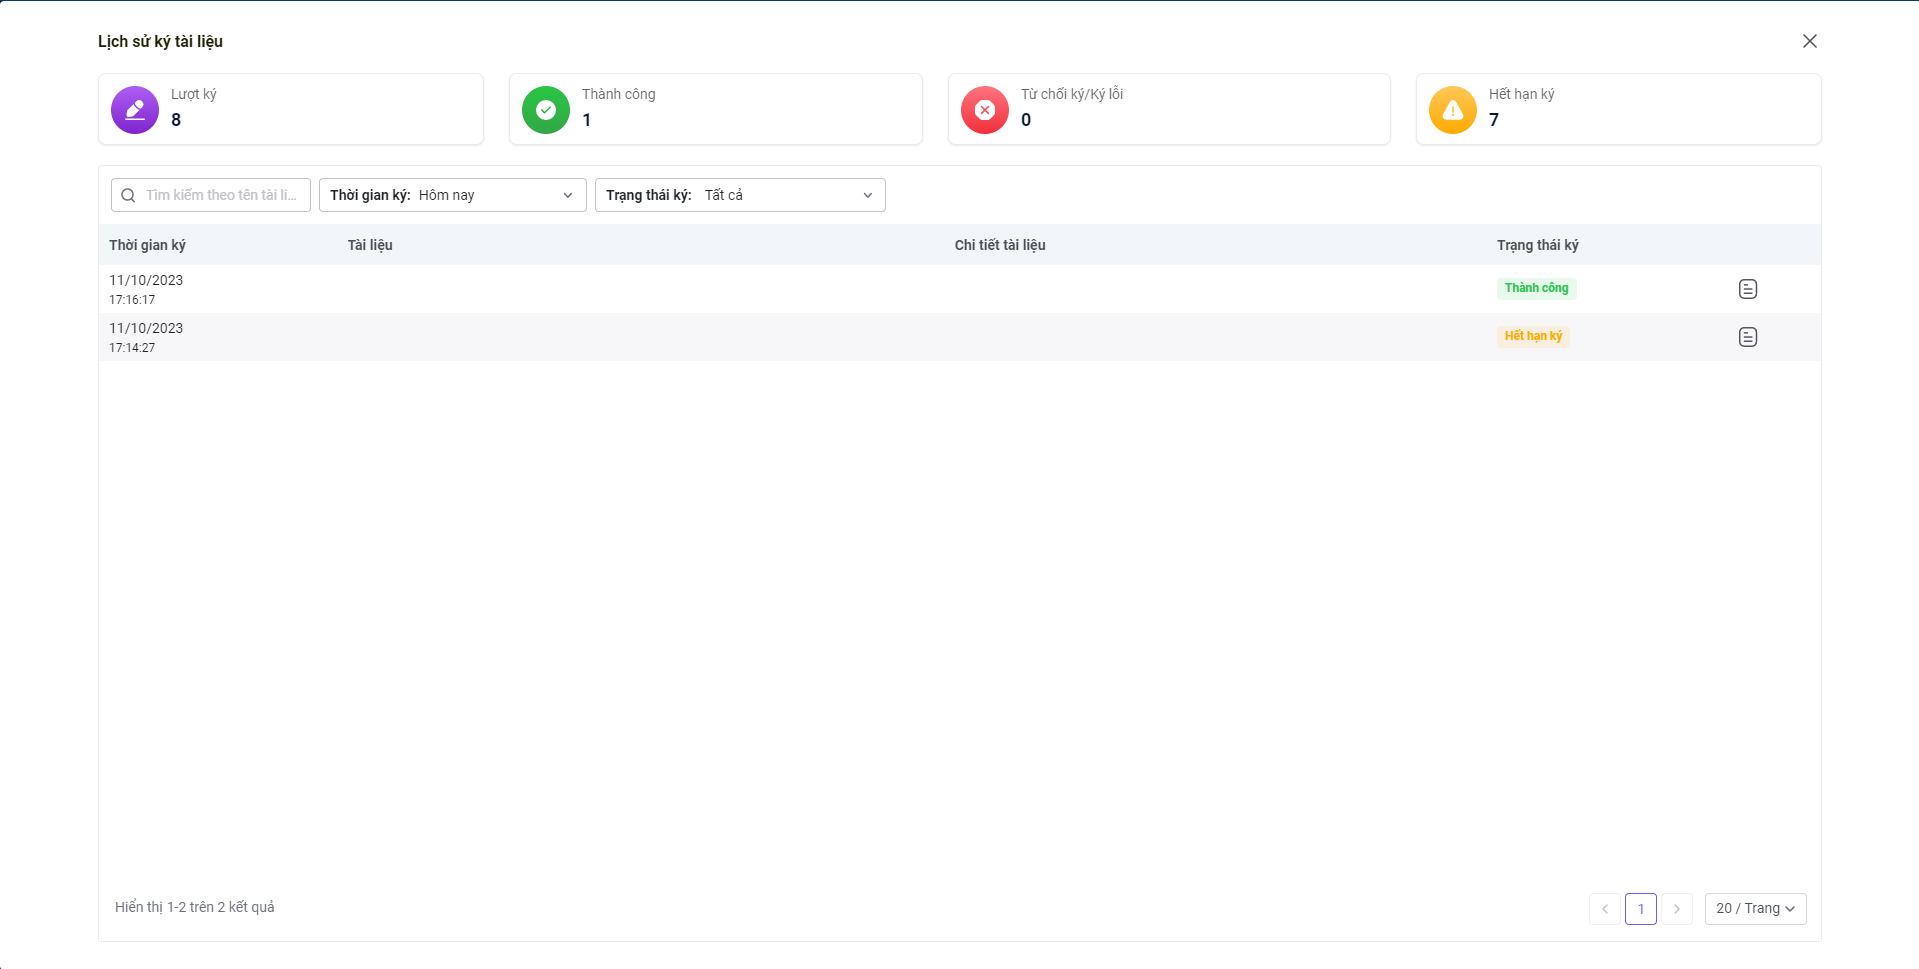 Lịch sử ký tài liệu
Lượt ký
8
Thành công
1
Từ chối ký/Ký lỗi
0
Hết hạn ký
7
Tìm kiếm theo tên tài li...
Thời gian ký: Hôm nay
Trạng thái ký: Tất cả
Thời gian ký Tài liệu Chi tiết tài liệu Trạng thái ký
11/10/2023
17:16:17
Thành công
11/10/2023
17:14:27
Hết hạn ký
Hiển thị 1-2 trên 2 kết quả
1
20 / Trang